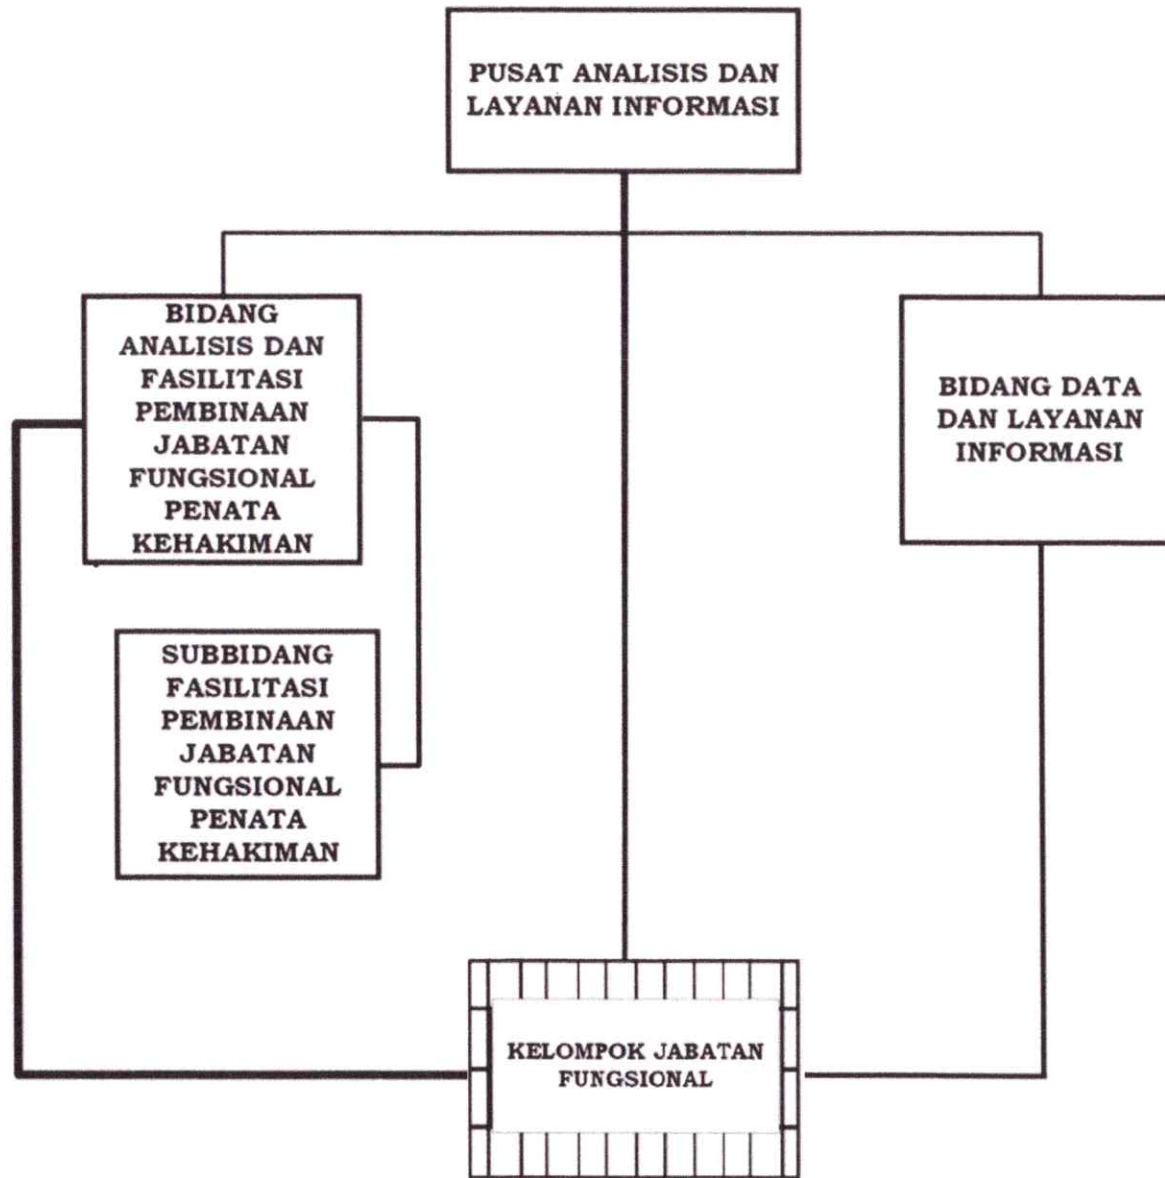 PUSAT ANALISIS DAN
LAYANAN INFORMASI
BIDANG
ANALISIS DAN
FASILITASI
PEMBINAAN
JABATAN
FUNGSIONAL
PENATA
KEHAKIMAN
BIDANG DATA
DAN LAYANAN
INFORMASI
SUBBIDANG
FASILITASI
PEMBINAAN
JABATAN
FUNGSIONAL
PENATA
KEHAKIMAN
KELOMPOK JABATAN
FUNGSIONAL